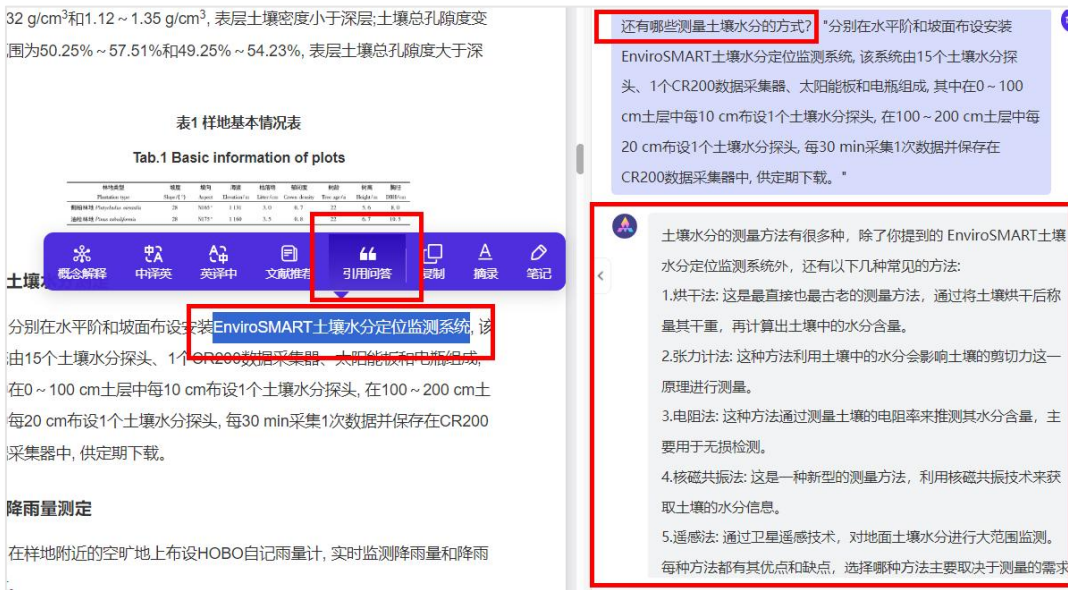 32 g/cm³和1.12～1.35 g/cm³, 表层土壤密度小于深层;土壤总孔隙度变
围为50.25%～57.51%和49.25%～54.23%, 表层土壤总孔隙度大于深
表1 样地基本情况表
Tab.1 Basic information of plots
概念解释 中译英 英译中 文献推荐 引用问答 复制 摘录 笔记
土壤
分别在水平阶和坡面布设安装EnviroSMART土壤水分定位监测系统, 该
由15个土壤水分探头、1个CR200数据采集器、太阳能板和电瓶组成,
在0～100 cm土层中每10 cm布设1个土壤水分探头, 在100～200 cm土
每20 cm布设1个土壤水分探头, 每30 min采集1次数据并保存在CR200
采集器中, 供定期下载。
降雨量测定
在样地附近的空旷地上布设HOBO自记雨量计, 实时监测降雨量和降雨
还有哪些测量土壤水分的方式? "分别在水平阶和坡面布设安装
EnviroSMART土壤水分定位监测系统, 该系统由15个土壤水分探
头、1个CR200数据采集器、太阳能板和电瓶组成, 其中在0～100
cm土层中每10 cm布设1个土壤水分探头, 在100～200 cm土层中每
20 cm布设1个土壤水分探头, 每30 min采集1次数据并保存在
CR200数据采集器中, 供定期下载。"
土壤水分的测量方法有很多种，除了你提到的 EnviroSMART土壤
水分定位监测系统外，还有以下几种常见的方法:
1.烘干法: 这是最直接也最古老的测量方法，通过将土壤烘干后称
量其干重，再计算出土壤中的水分含量。
2.张力计法: 这种方法利用土壤中的水分会影响土壤的剪切力这一
原理进行测量。
3.电阻法: 这种方法通过测量土壤的电阻率来推测其水分含量，主
要用于无损检测。
4.核磁共振法: 这是一种新型的测量方法，利用核磁共振技术来获
取土壤的水分信息。
5.遥感法: 通过卫星遥感技术，对地面土壤水分进行大范围监测。
每种方法都有其优点和缺点，选择哪种方法主要取决于测量的需求